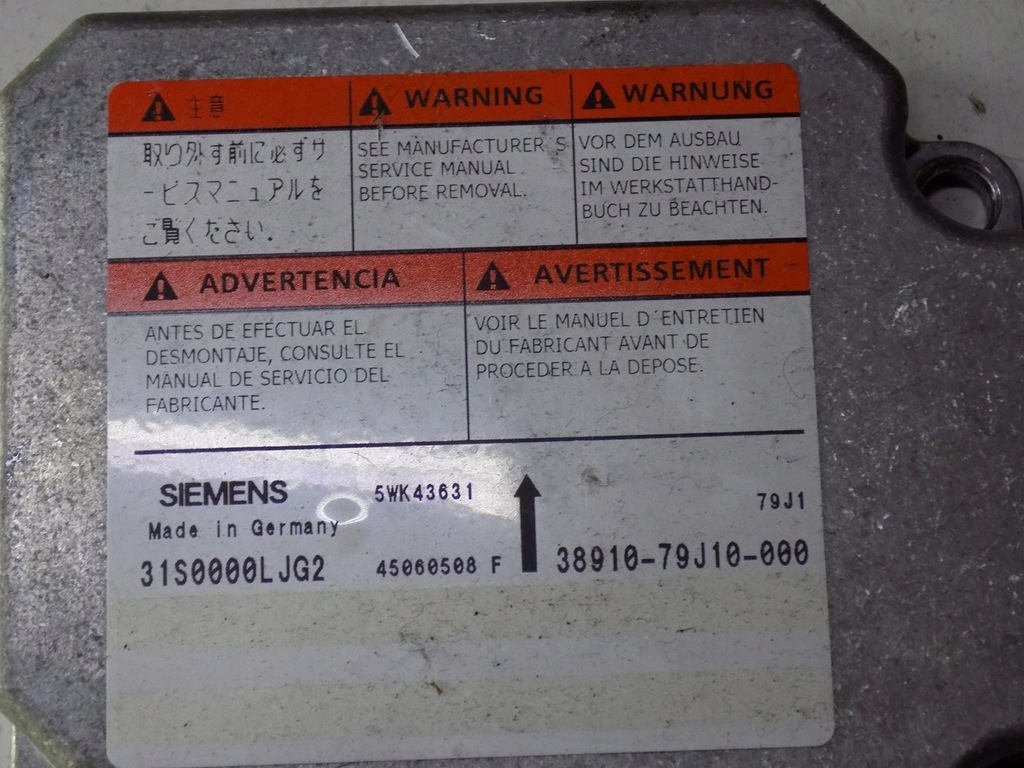 注意
取り外す前に必ずサ
ービスマニュアルを
ご覧ください.
WARNING
SEE MANUFACTURER'S
SERVICE MANUAL
BEFORE REMOVAL.
WARNUNG
VOR DEM AUSBAU
SIND DIE HINWEISE
IM WERKSTATTHAND-
BUCH ZU BEACHTEN.
ADVERTENCIA
ANTES DE EFECTUAR EL
DESMONTAJE, CONSULTE EL
MANUAL DE SERVICIO DEL
FABRICANTE.
AVERTISSEMENT
VOIR LE MANUEL D'ENTRETIEN
DU FABRICANT AVANT DE
PROCEDER A LA DEPOSE.
SIEMENS 5WK43631 79J1
Made in Germany
31S0000LJG2 45060508 F 38910-79J10-000